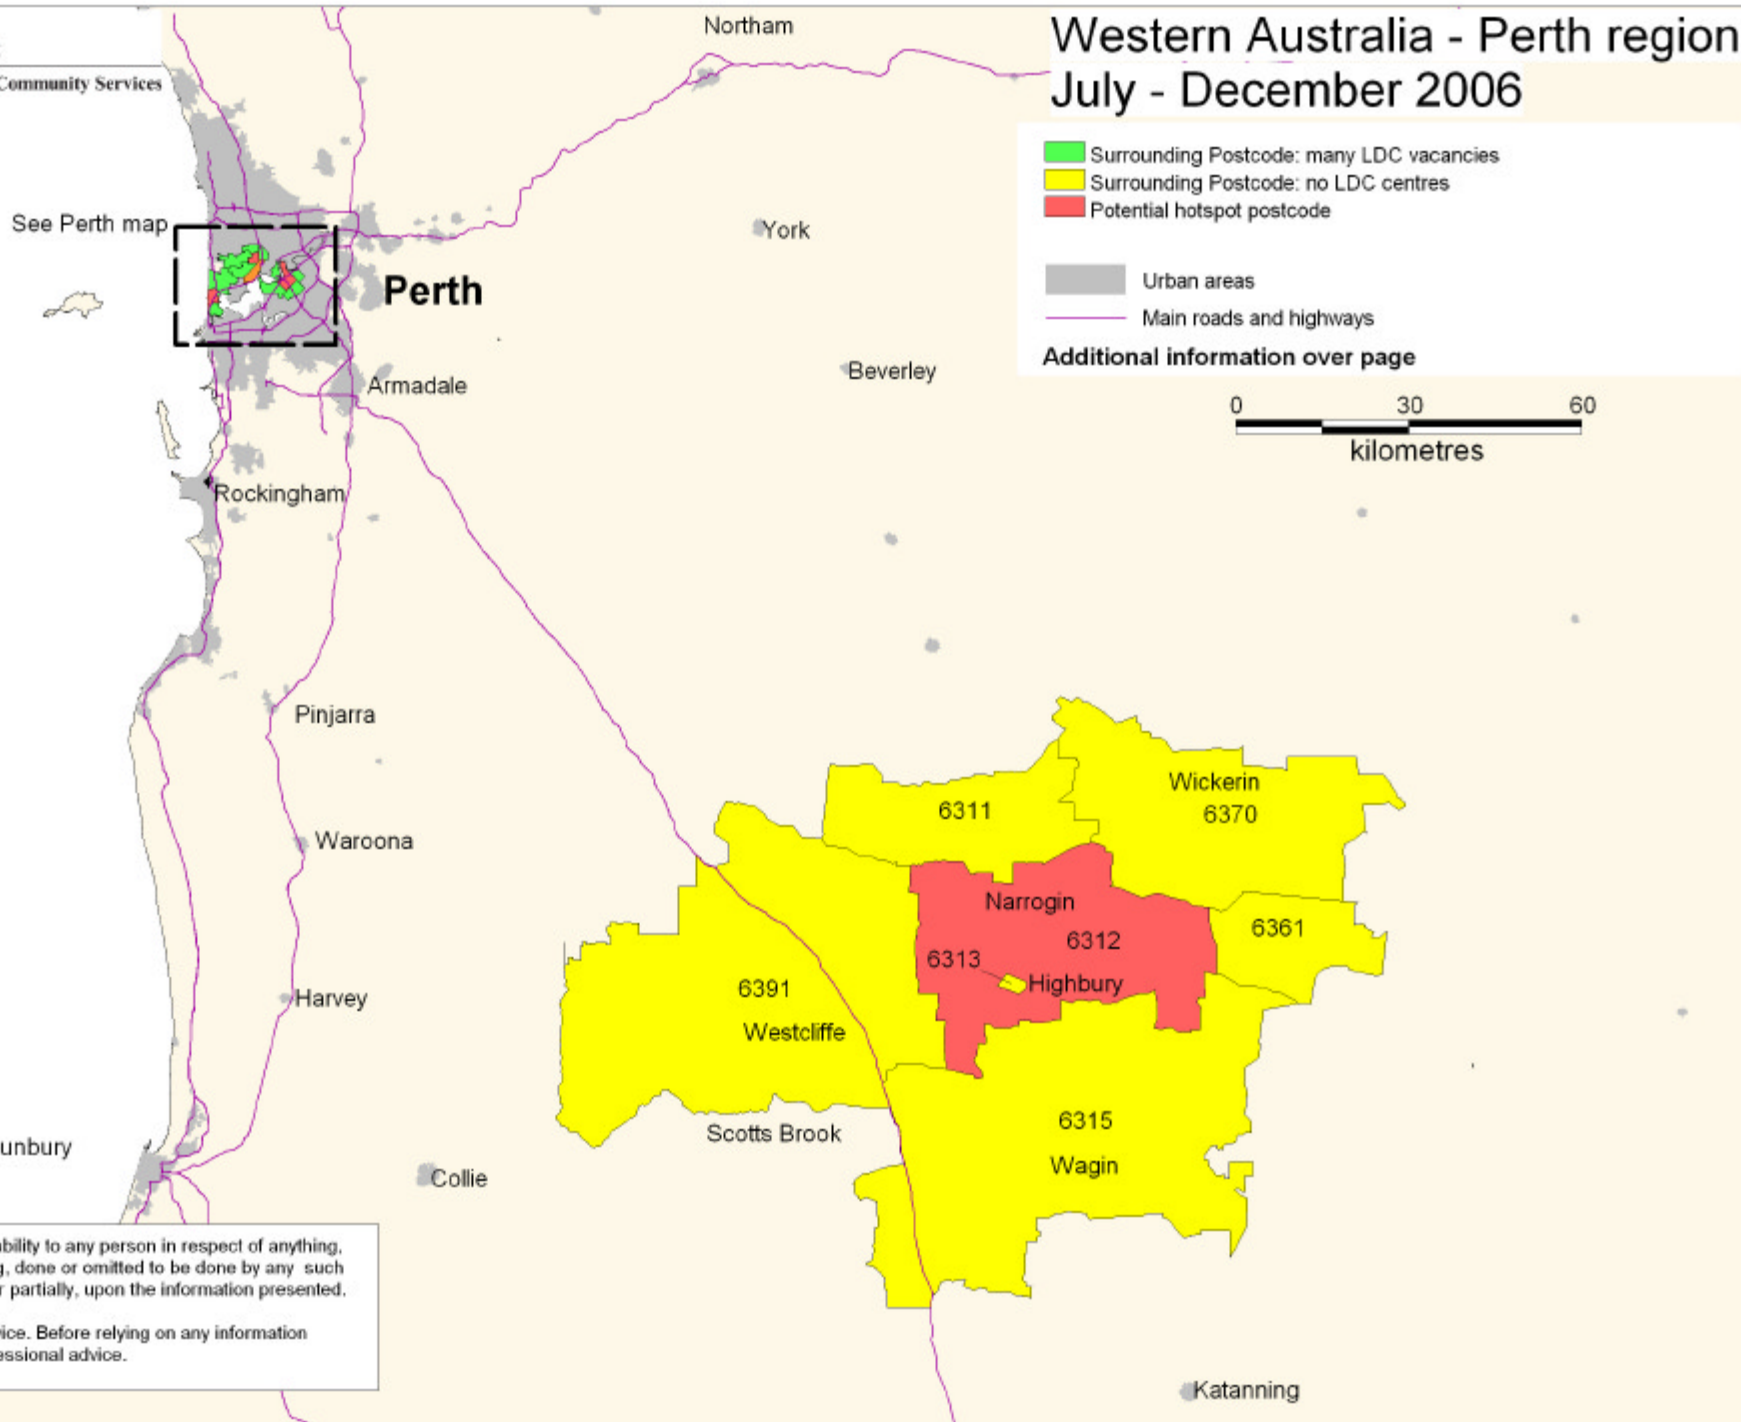 Northam
Western Australia - Perth region
July - December 2006
Community Services
Surrounding Postcode: many LDC vacancies
Surrounding Postcode: no LDC centres
Potential hotspot postcode
See Perth map
York
Urban areas
Perth
Main roads and highways
Additional information over page
Beverley
Armadale
0 30 60
kilometres
Rockingham
Pinjarra
Wickerin
6370
6311
Waroona
Narrogin
6312
6361
6313
Highbury
6391
Westcliffe
Harvey
6315
Wagin
Scotts Brook
unbury
Collie
ability to any person in respect of anything,
g, done or omitted to be done by any such
r partially, upon the information presented.
vice. Before relying on any information
essional advice.
Katanning